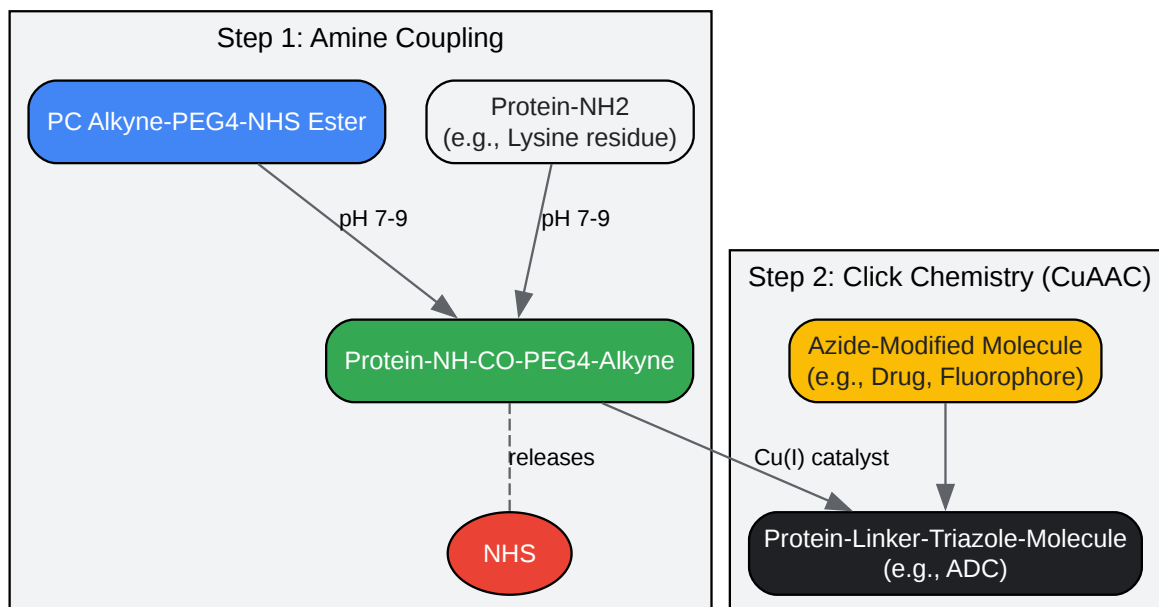 Step 1: Amine Coupling
PC Alkyne-PEG4-NHS Ester
Protein-NH2
(e.g., Lysine residue)
pH 7-9
pH 7-9
Protein-NH-CO-PEG4-Alkyne
releases
NHS
Step 2: Click Chemistry (CuAAC)
Azide-Modified Molecule
(e.g., Drug, Fluorophore)
Cu(I) catalyst
Protein-Linker-Triazole-Molecule
(e.g., ADC)